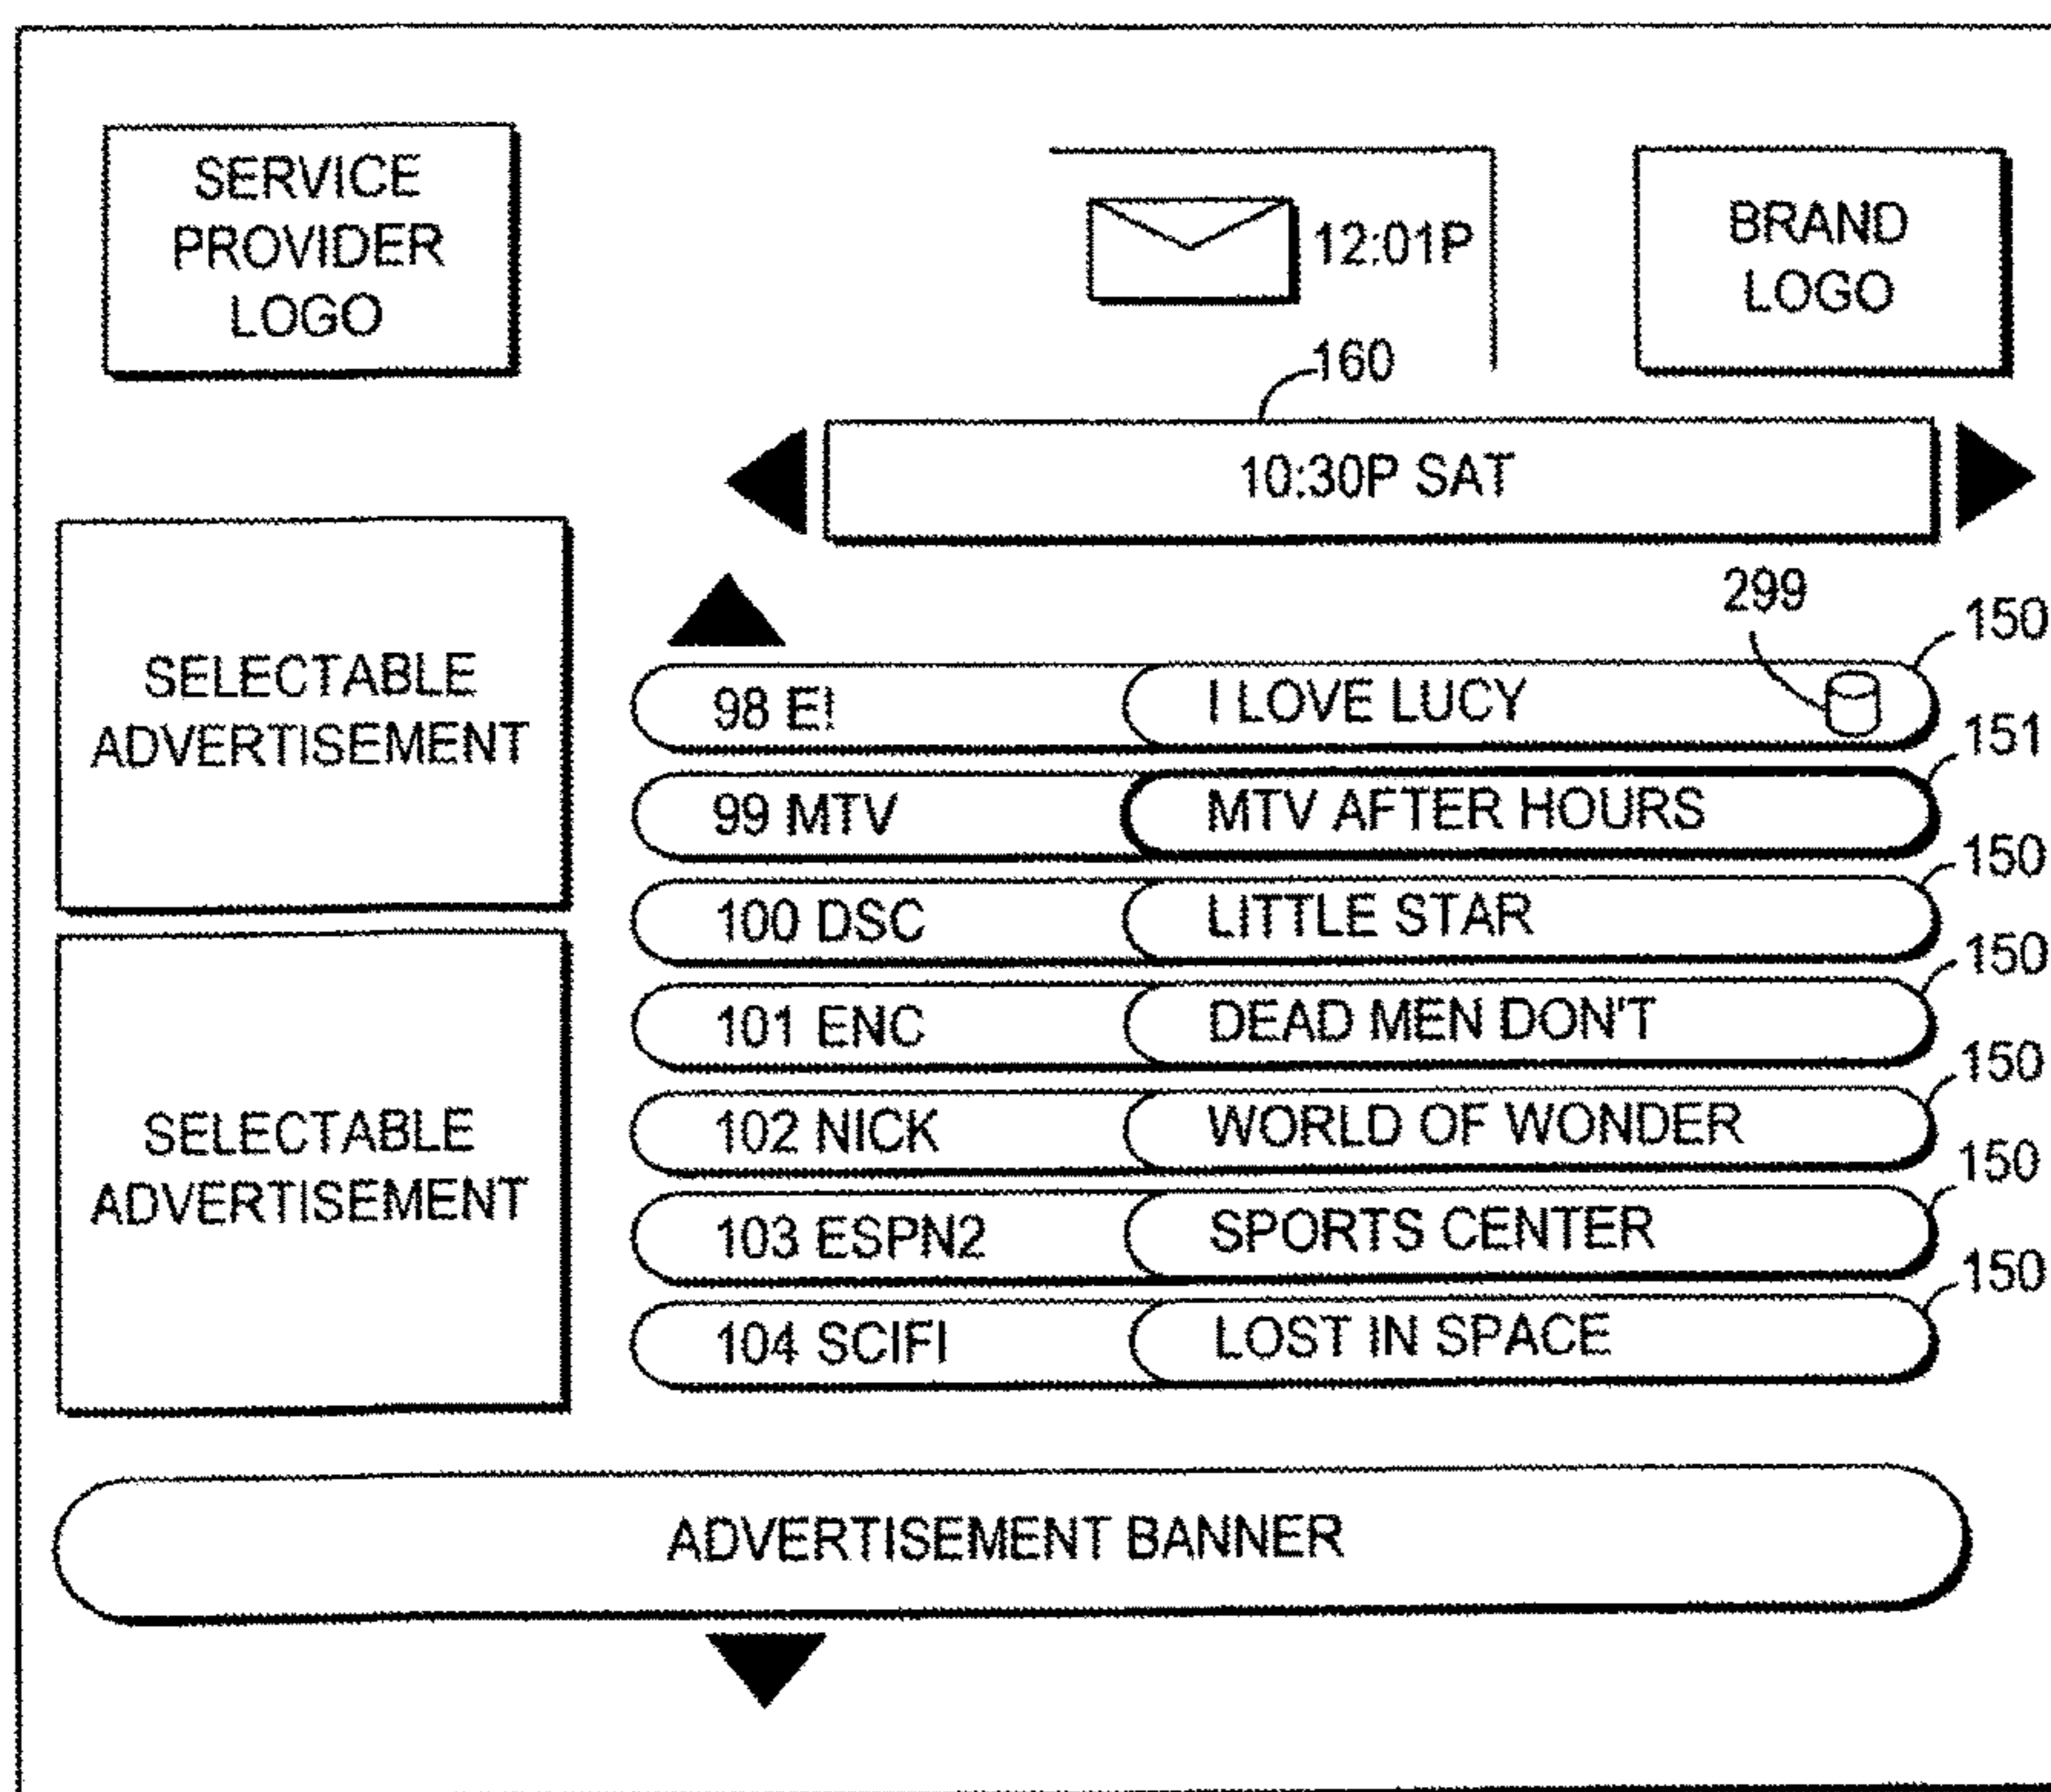 SERVICE
PROVIDER
LOGO
12:01P
BRAND
LOGO
160
10:30P SAT
299
150
SELECTABLE
ADVERTISEMENT
98 E! I LOVE LUCY
151
99 MTV MTV AFTER HOURS
150
100 DSC LITTLE STAR
150
101 ENC DEAD MEN DON'T
150
SELECTABLE
ADVERTISEMENT
102 NICK WORLD OF WONDER
150
103 ESPN2 SPORTS CENTER
150
104 SCIFI LOST IN SPACE
ADVERTISEMENT BANNER